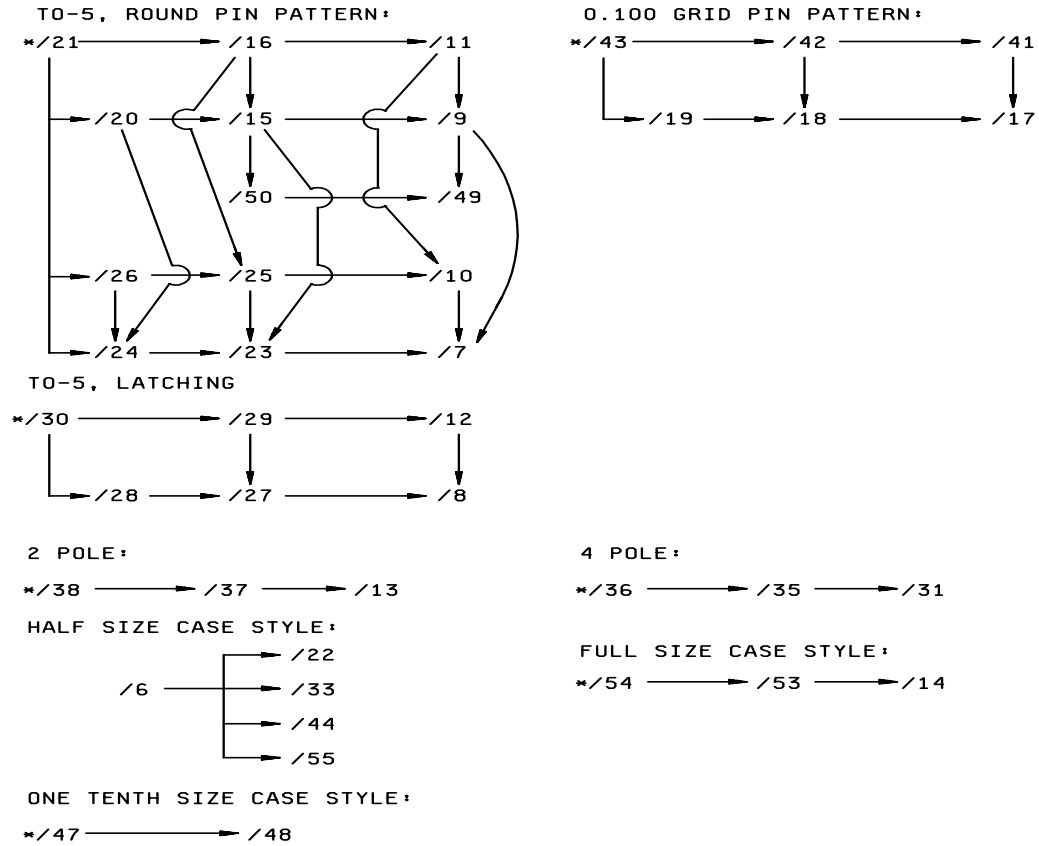 TO-5, ROUND PIN PATTERN:
*/21 /16 /11
/20 /15 /9
/50 /49
/26 /25 /10
/24 /23 /7
0.100 GRID PIN PATTERN:
*/43 /42 /41
/19 /18 /17
TO-5, LATCHING
*/30 /29 /12
/28 /27 /8
2 POLE:
*/38 /37 /13
4 POLE:
*/36 /35 /31
HALF SIZE CASE STYLE:
/22
/6 /33
/44
/55
FULL SIZE CASE STYLE:
*/54 /53 /14
ONE TENTH SIZE CASE STYLE:
*/47 /48